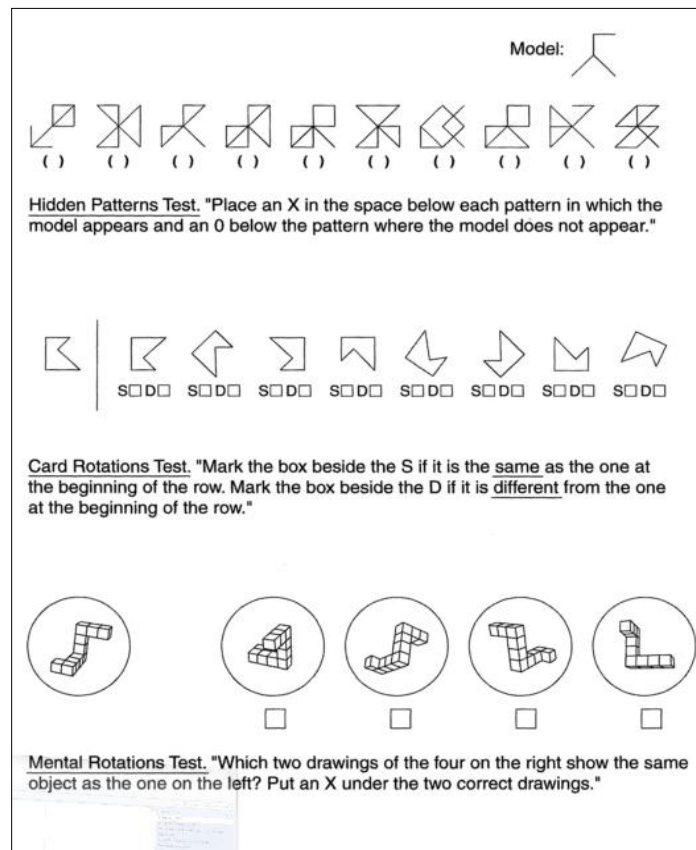 Model:
( ) ( ) ( ) ( ) ( ) ( ) ( ) ( ) ( ) ( )
Hidden Patterns Test. "Place an X in the space below each pattern in which the
model appears and an 0 below the pattern where the model does not appear."
S□ D□ S□ D□ S□ D□ S□ D□ S□ D□ S□ D□ S□ D□ S□ D□
Card Rotations Test. "Mark the box beside the S if it is the same as the one at
the beginning of the row. Mark the box beside the D if it is different from the one
at the beginning of the row."
Mental Rotations Test. "Which two drawings of the four on the right show the same
object as the one on the left? Put an X under the two correct drawings."